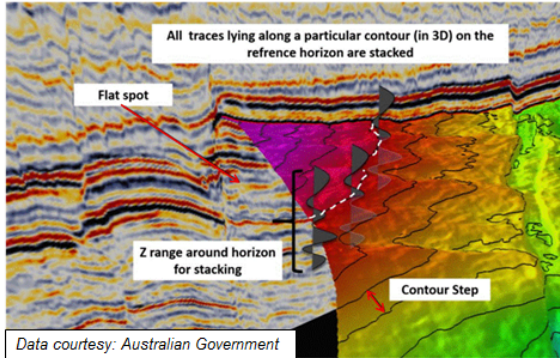 All traces lying along a particular contour (in 3D) on the
refrence horizon are stacked
Flat spot
Z range around horizon
for stacking
Contour Step
Data courtesy: Australian Government